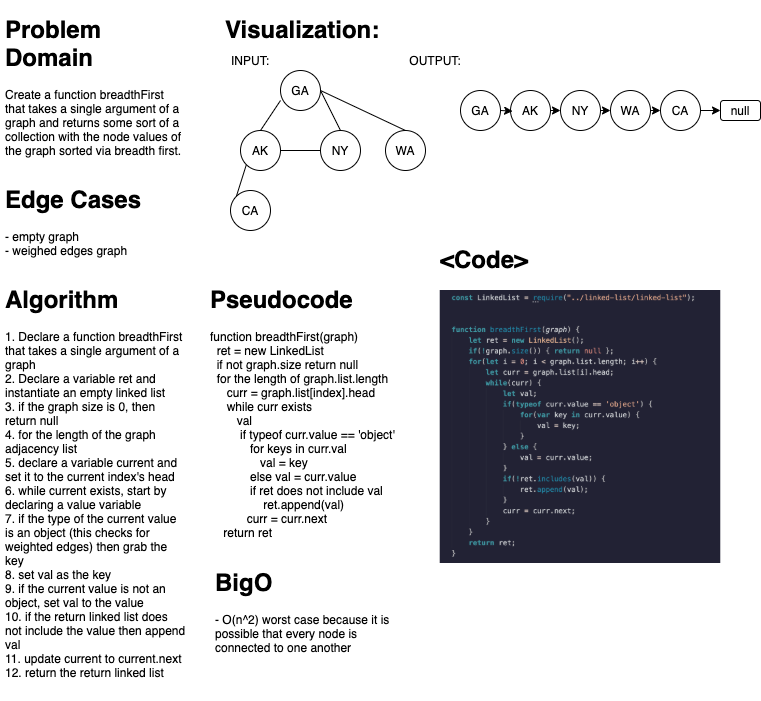 Problem
Domain
Create a function breadthFirst
that takes a single argument of a
graph and returns some sort of a
collection with the node values of
the graph sorted via breadth first.
Edge Cases
- empty graph
- weighed edges graph
Visualization:
INPUT:
GA
AK
NY
WA
CA
OUTPUT:
GA
AK
NY
WA
CA
null
Algorithm
1. Declare a function breadthFirst
that takes a single argument of a
graph
2. Declare a variable ret and
instantiate an empty linked list
3. if the graph size is 0, then
return null
4. for the length of the graph
adjacency list
5. declare a variable current and
set it to the current index's head
6. while current exists, start by
declaring a value variable
7. if the type of the current value
is an object (this checks for
weighted edges) then grab the
key
8. set val as the key
9. if the current value is not an
object, set val to the value
10. if the return linked list does
not include the value then append
val
11. update current to current.next
12. return the return linked list
Pseudocode
function breadthFirst(graph)
ret = new LinkedList
if not graph.size return null
for the length of graph.list.length
curr = graph.list[index].head
while curr exists
val
if typeof curr.value == 'object'
for keys in curr.val
val = key
else val = curr.value
if ret does not include val
ret.append(val)
curr = curr.next
return ret
BigO
- O(n^2) worst case because it is
possible that every node is
connected to one another
<Code>
const LinkedList = require("../linked-list/linked-list");
function breadthFirst(graph) {
let ret = new LinkedList();
if(!graph.size()) { return null };
for(let i = 0; i < graph.list.length; i++) {
let curr = graph.list[i].head;
while(curr) {
let val;
if(typeof curr.value == 'object') {
for(var key in curr.value) {
val = key;
}
} else {
val = curr.value;
}
if(!ret.includes(val)) {
ret.append(val);
}
curr = curr.next;
}
}
return ret;
}